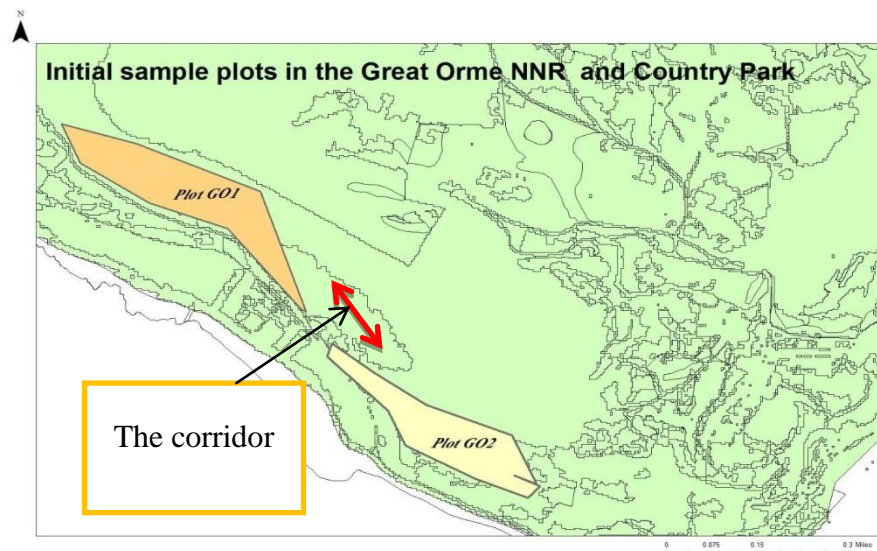 N
Initial sample plots in the Great Orme NNR and Country Park
Plot GO1
The corridor
Plot GO2
0 0.075 0.15 0.3 Miles